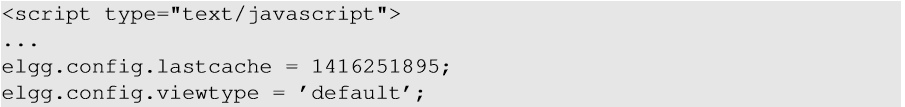 <script type="text/javascript">
...
elgg.config.lastcache = 1416251895;
elgg.config.viewtype = ’default’;